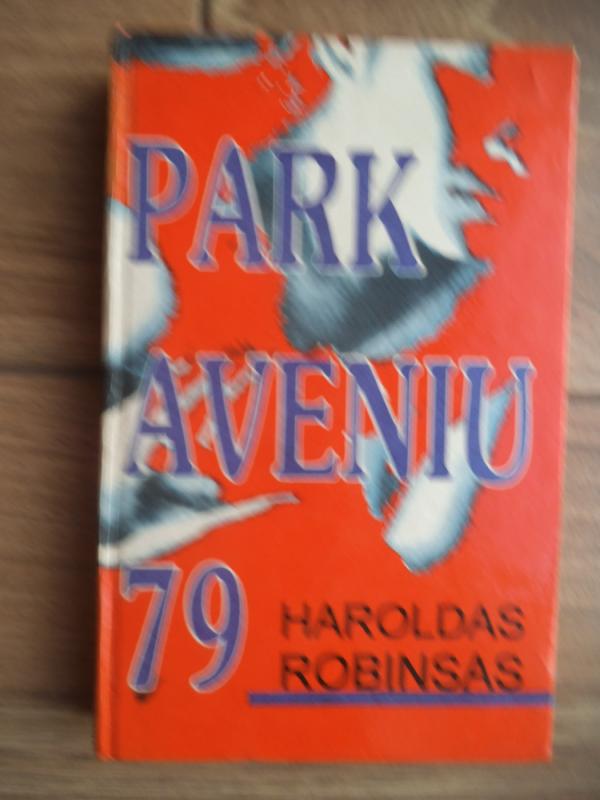 PARK
AVENIU
79
HAROLDAS
ROBINSAS